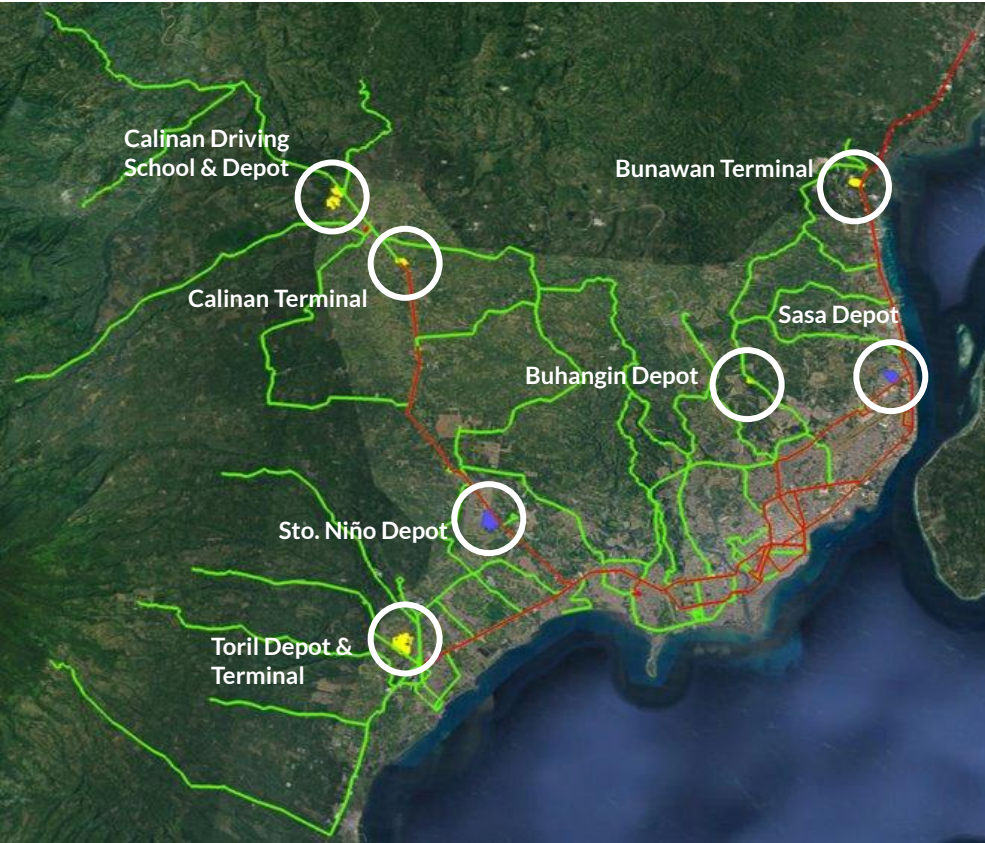 Calinan Driving
School & Depot
Bunawan Terminal
Calinan Terminal
Sasa Depot
Buhangin Depot
Sto. Niño Depot
Toril Depot &
Terminal